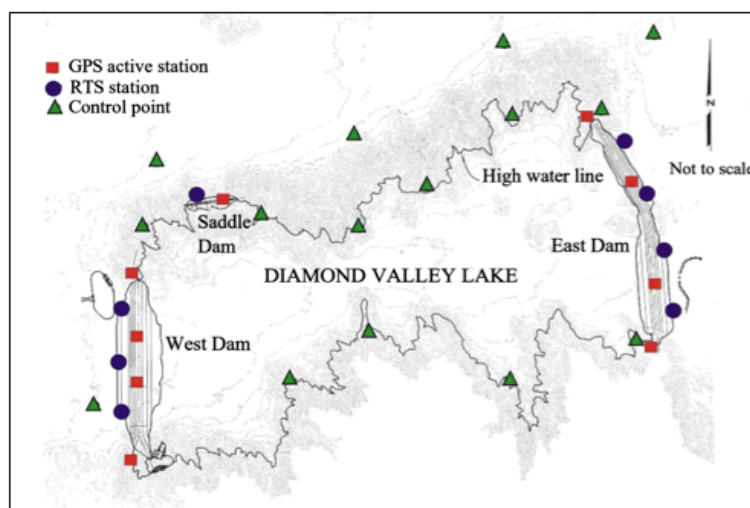 GPS active station
RTS station
Control point
N
Not to scale
High water line
Saddle
Dam
East Dam
DIAMOND VALLEY LAKE
West Dam